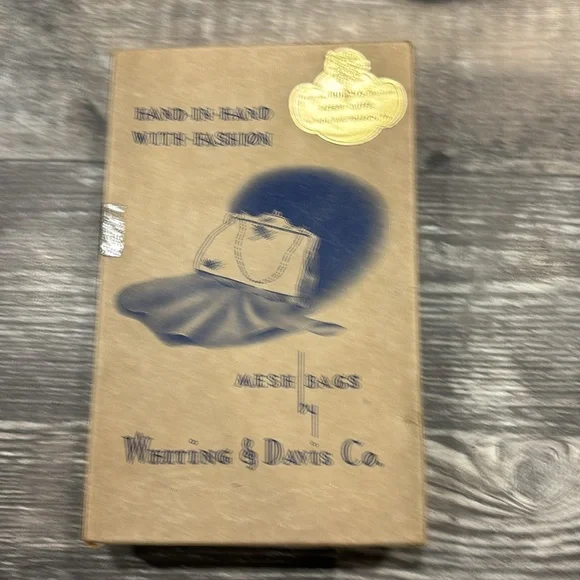 HAND-IN-HAND
WITH-FASHION
MESH BAGS
By
WHITING & DAVIS Co.